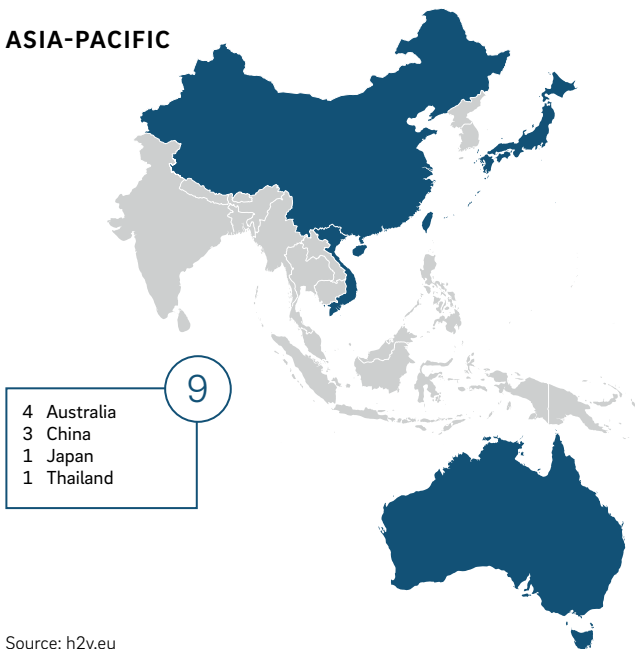 ASIA-PACIFIC
9
4 Australia
3 China
1 Japan
1 Thailand
Source: h2v.eu